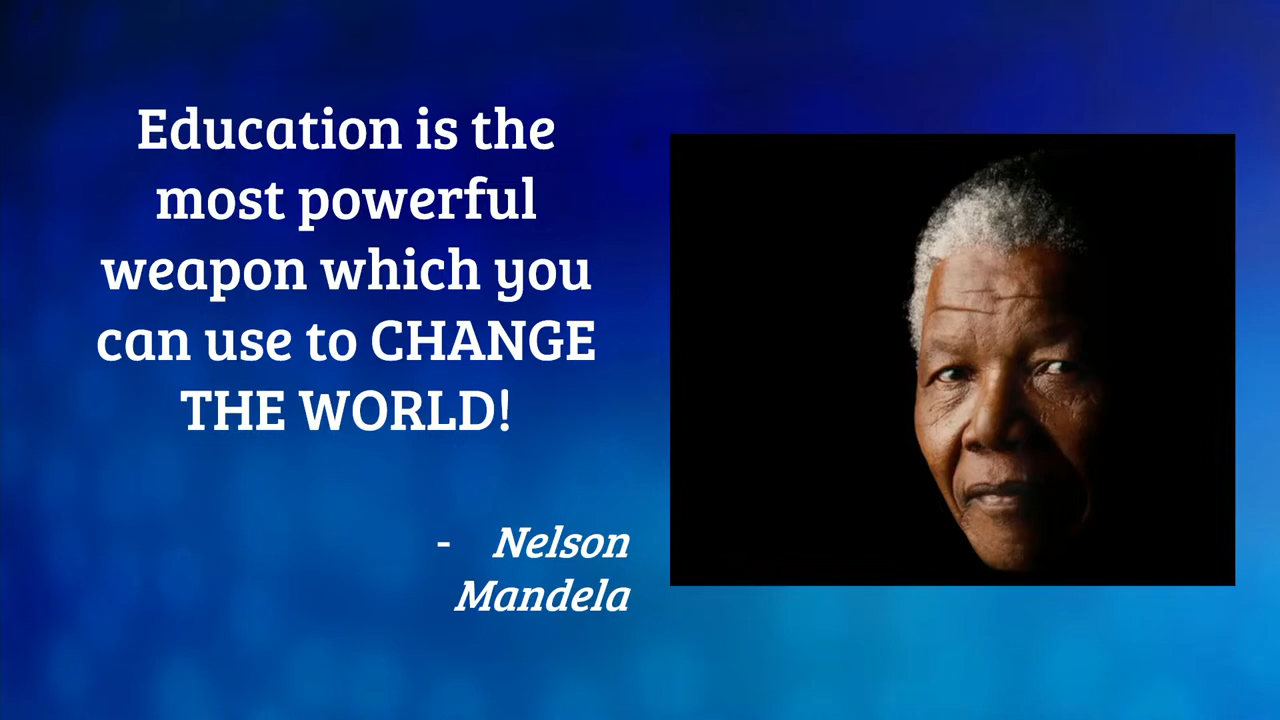 Education is the
most powerful
weapon which you
can use to CHANGE
THE WORLD!
- Nelson
Mandela